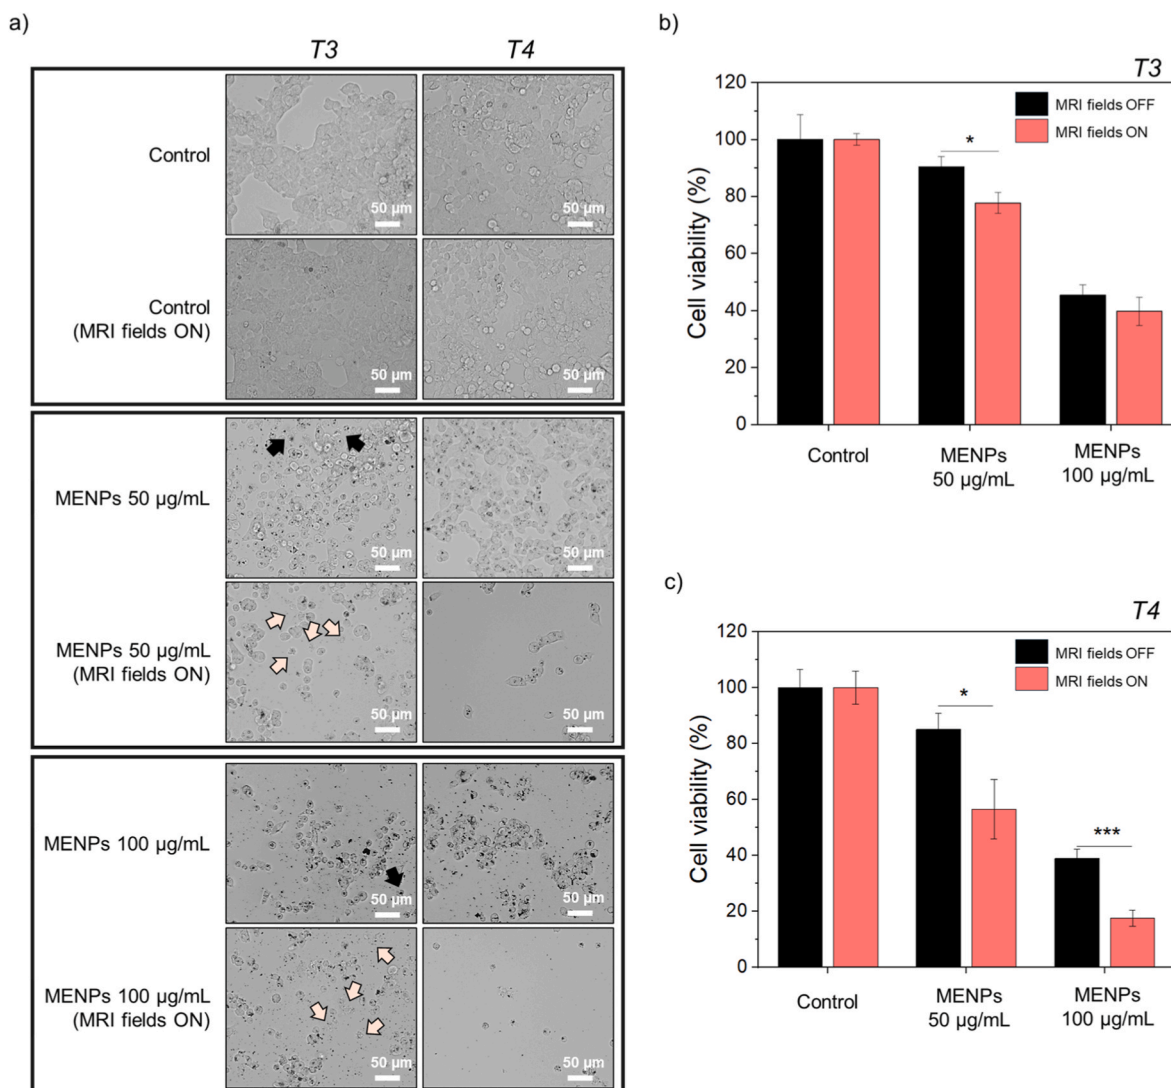 a)
T3 T4
Control
50 µm 50 µm
Control
(MRI fields ON)
50 µm 50 µm
MENPs 50 µg/mL
50 µm 50 µm
MENPs 50 µg/mL
(MRI fields ON)
50 µm 50 µm
MENPs 100 µg/mL
50 µm 50 µm
MENPs 100 µg/mL
(MRI fields ON)
50 µm 50 µm
b)
T3
MRI fields OFF
MRI fields ON
*
Cell viability (%)
120
100
80
60
40
20
0
Control MENPs MENPs
50 µg/mL 100 µg/mL
c)
T4
MRI fields OFF
MRI fields ON
*
***
Cell viability (%)
120
100
80
60
40
20
0
Control MENPs MENPs
50 µg/mL 100 µg/mL